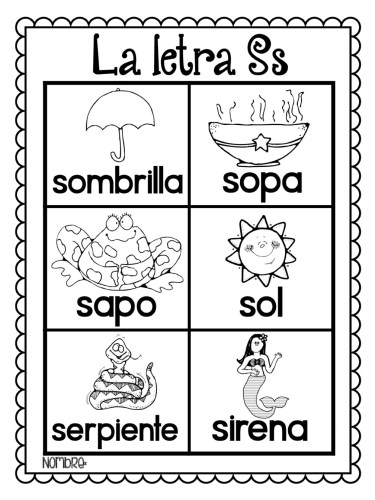 La letra Ss
sombrilla
sopa
sapo
sol
serpiente
sirena
NOMBRE: